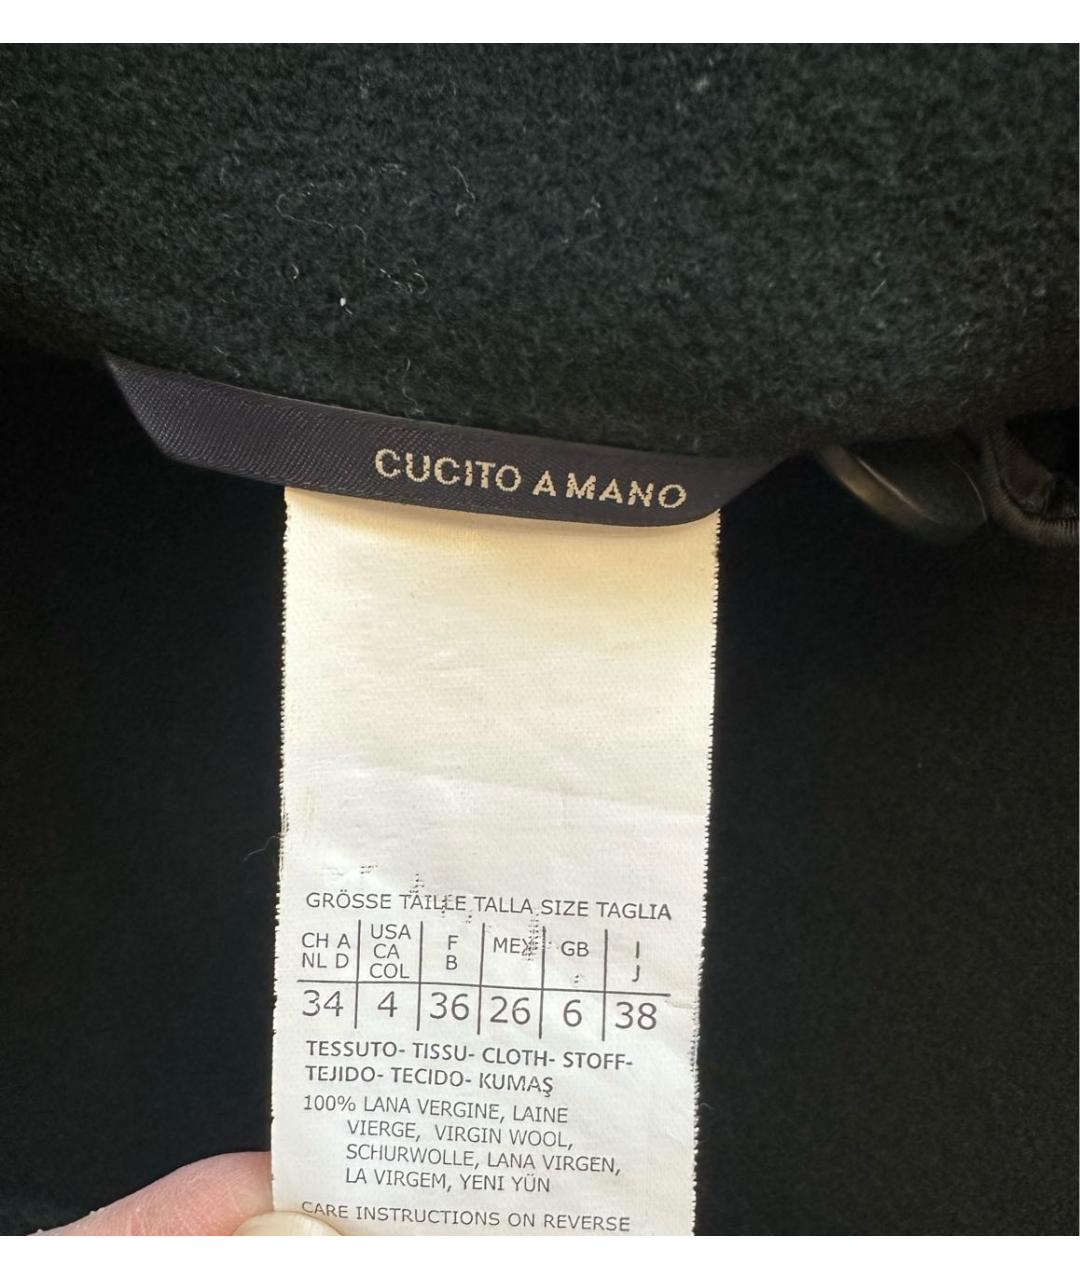 CUCITO A MANO
GRÖSSE TAILLE TALLA SIZE TAGLIA
CH A NL D | USA CA COL | F B | MEX | GB | I J
34 | 4 | 36 | 26 | 6 | 38
TESSUTO- TISSU- CLOTH- STOFF-
TEJIDO- TECIDO- KUMAŞ
100% LANA VERGINE, LAINE
VIERGE, VIRGIN WOOL,
SCHURWOLLE, LANA VIRGEN,
LA VIRGEM, YENI YÜN
CARE INSTRUCTIONS ON REVERSE